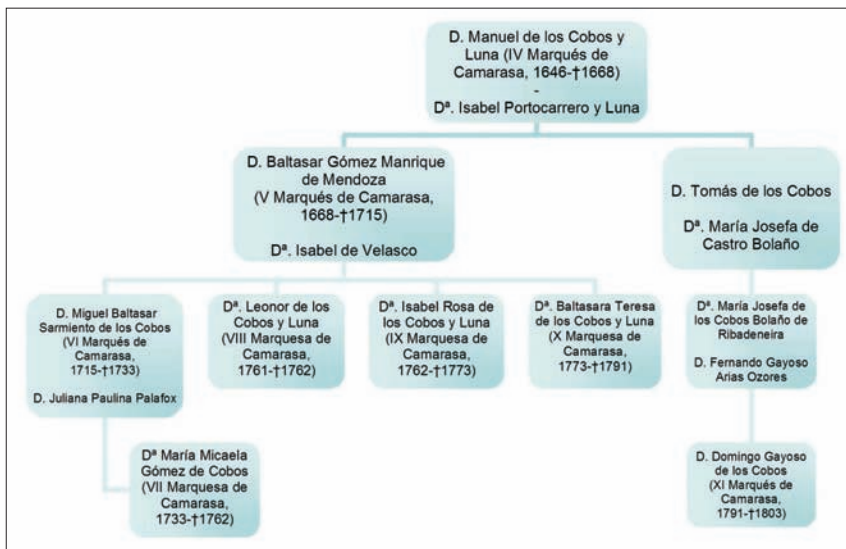 D. Manuel de los Cobos y
Luna (IV Marqués de
Camarasa, 1646-†1668)
-
Dª. Isabel Portocarrero y Luna
D. Baltasar Gómez Manrique
de Mendoza
(V Marqués de Camarasa,
1668-†1715)
Dª. Isabel de Velasco
D. Tomás de los Cobos
Dª. María Josefa de
Castro Bolaño
D. Miguel Baltasar
Sarmiento de los Cobos
(VI Marqués de
Camarasa,
1715-†1733)
D. Juliana Paulina Palafox
Dª. Leonor de los
Cobos y Luna
(VIII Marquesa de
Camarasa,
1761-†1762)
Dª. Isabel Rosa de
los Cobos y Luna
(IX Marquesa de
Camarasa,
1762-†1773)
Dª. Baltasara Teresa
de los Cobos y Luna
(X Marquesa de
Camarasa,
1773-†1791)
Dª. María Josefa de
los Cobos Bolaño de
Ribadeneira
D. Fernando Gayoso
Arias Ozores
Dª María Micaela
Gómez de Cobos
(VII Marquesa de
Camarasa,
1733-†1762)
D. Domingo Gayoso
de los Cobos
(XI Marqués de
Camarasa,
1791-†1803)